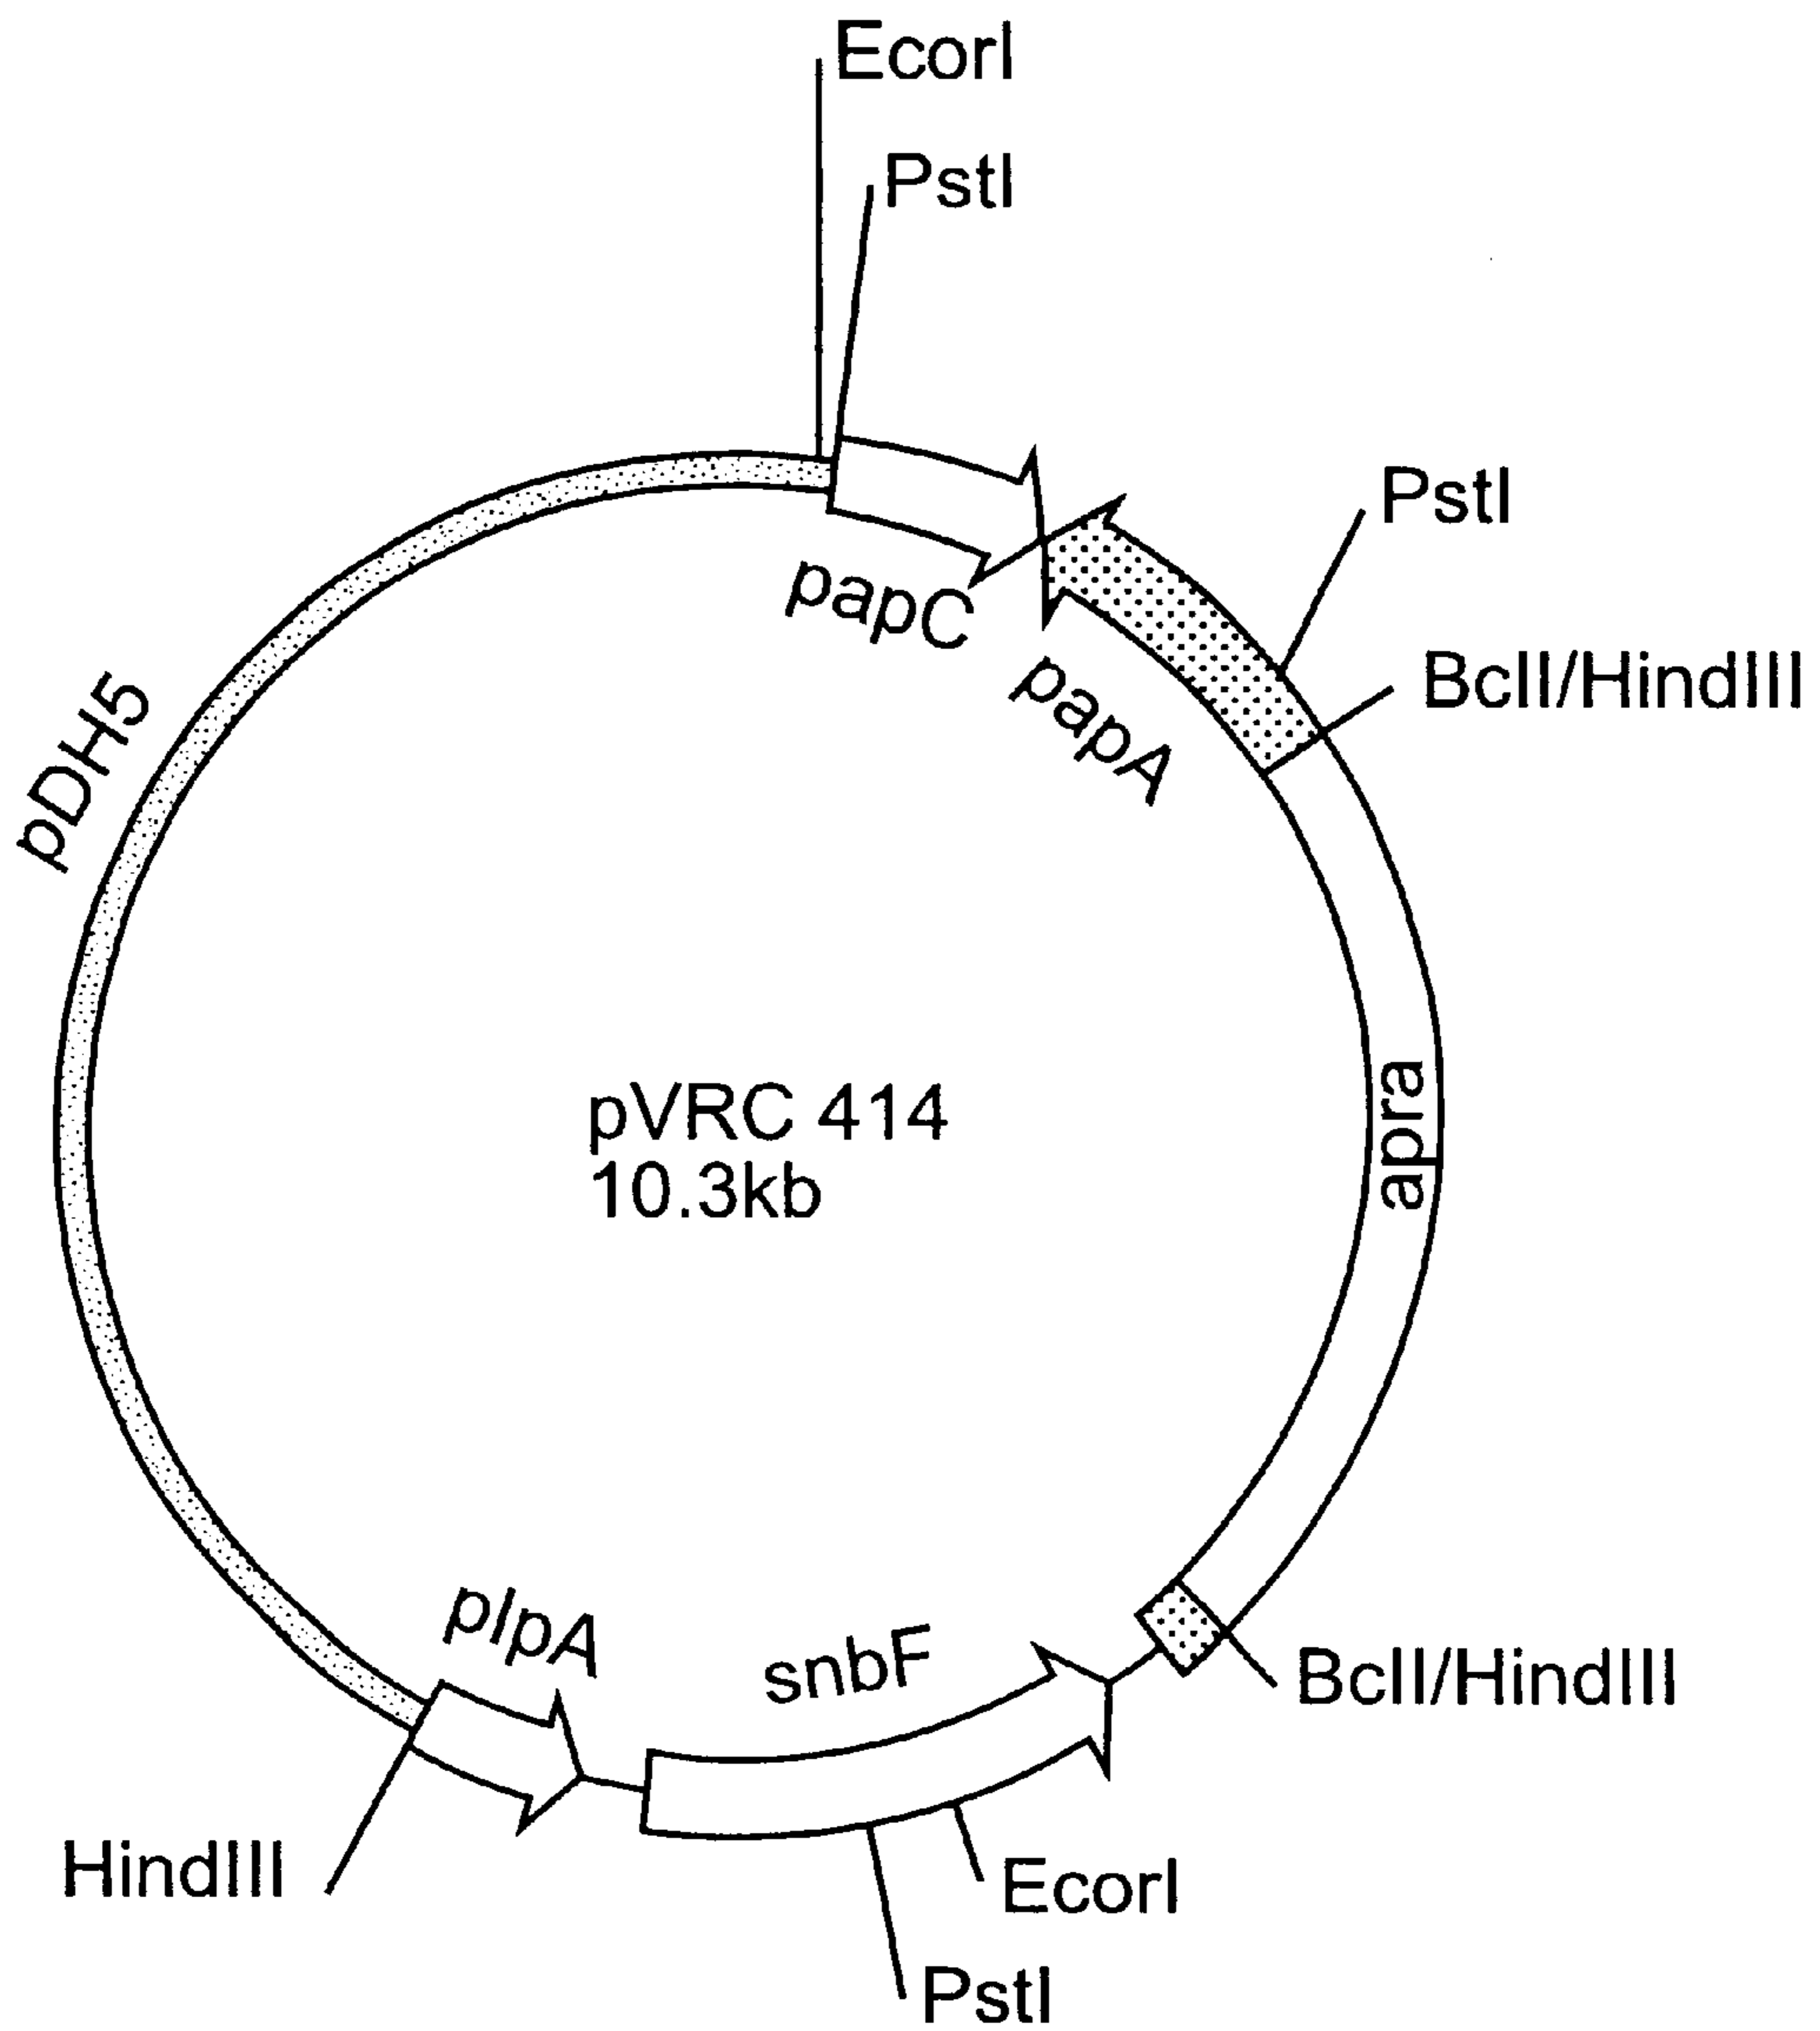 EcorI
PstI
PstI
papC
BclI/HindIII
papA
pDH5
apra
pVRC 414
10.3kb
plpA
snbF
BclI/HindIII
HindIII
EcorI
PstI